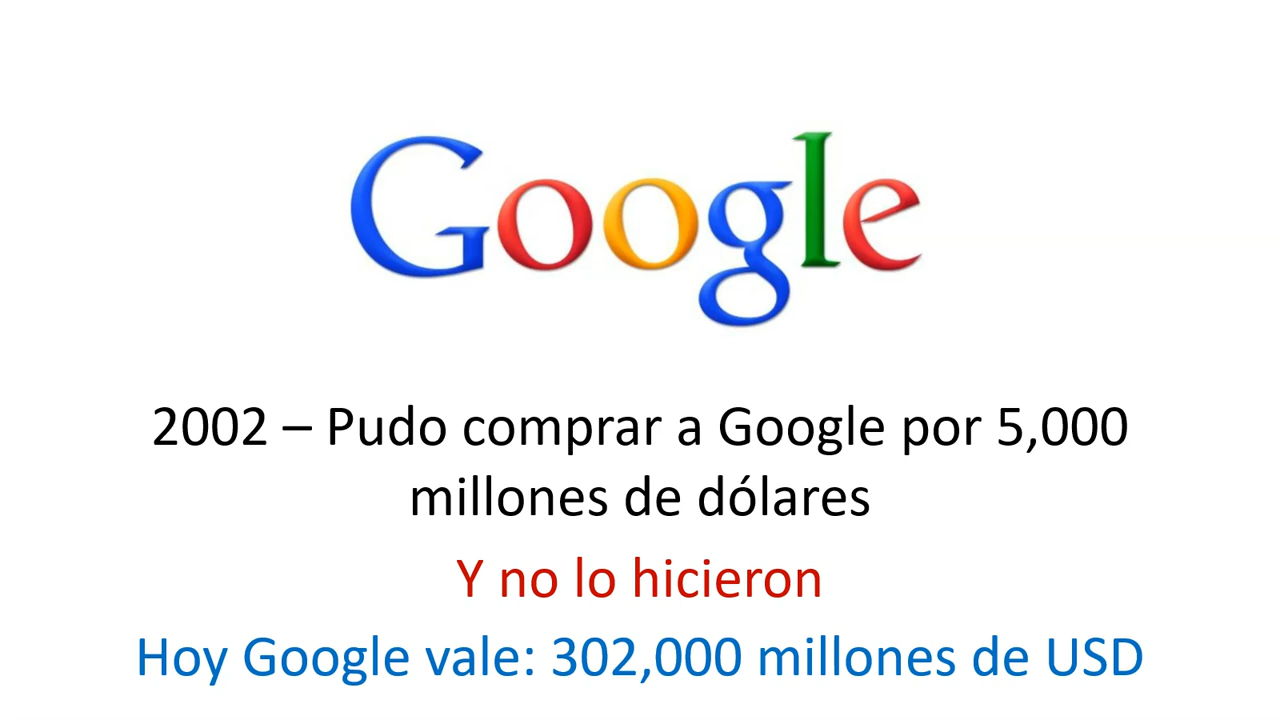 Google
2002 – Pudo comprar a Google por 5,000
millones de dólares
Y no lo hicieron
Hoy Google vale: 302,000 millones de USD